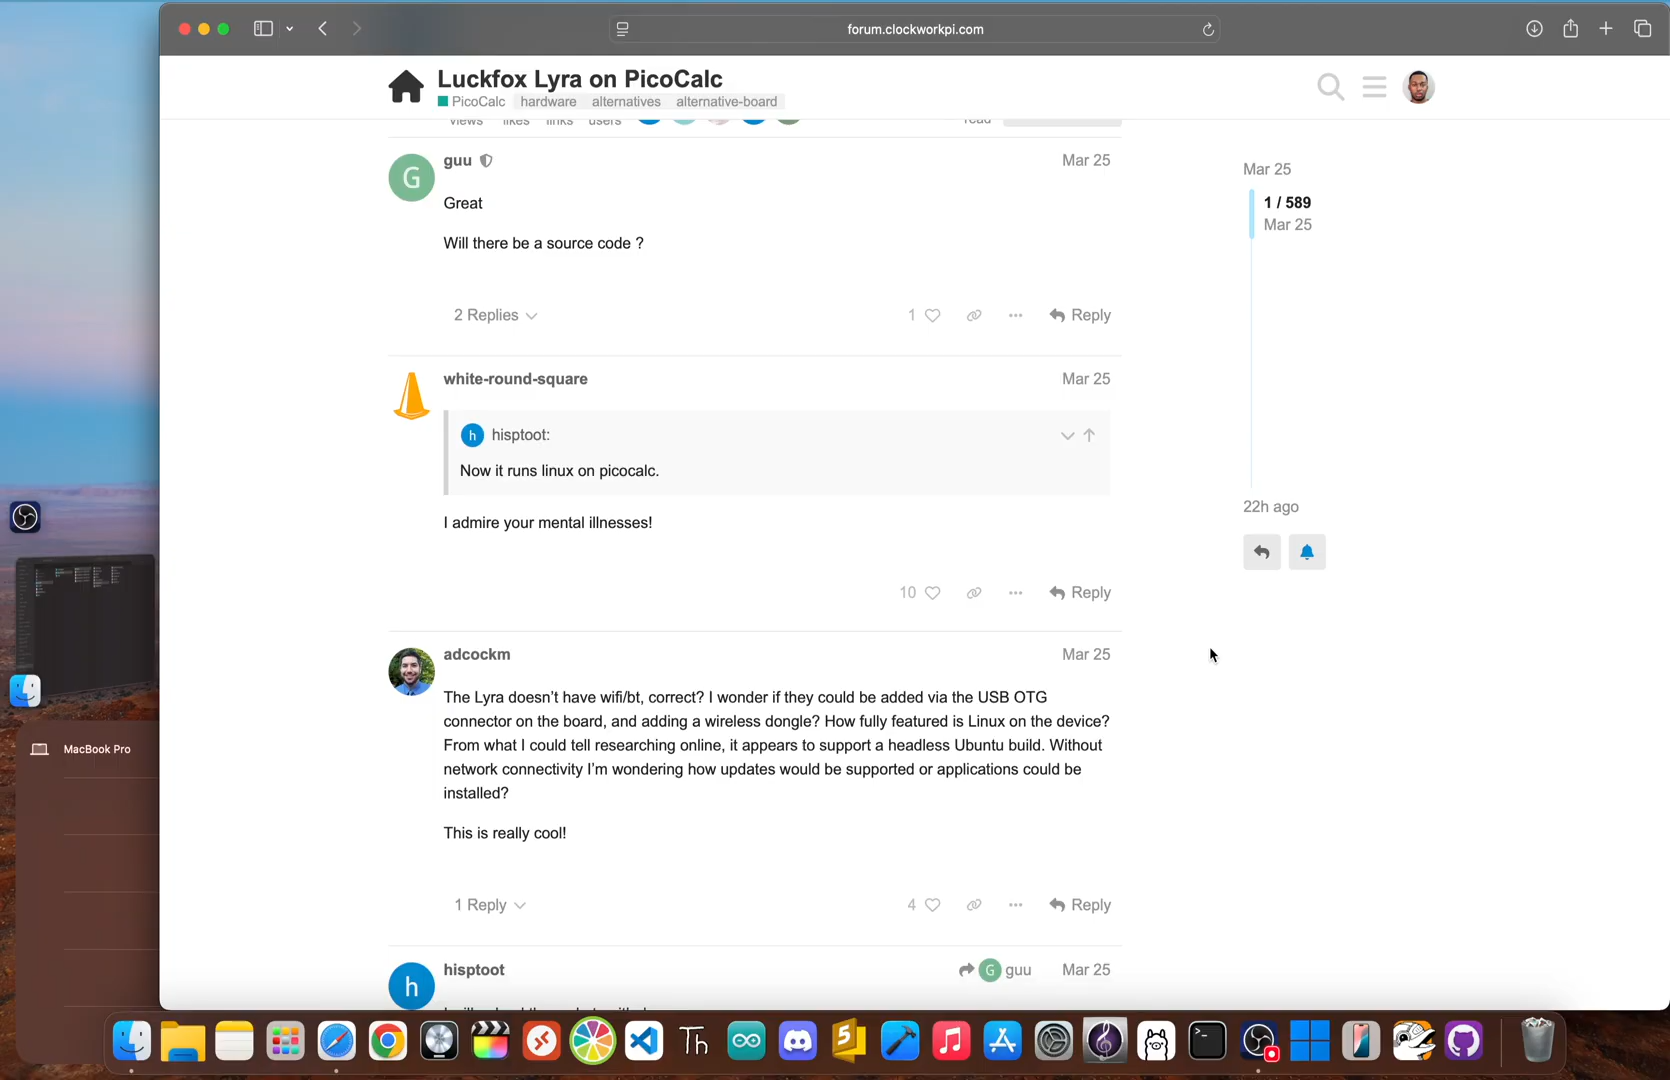 forum.clockworkpi.com
Luckfox Lyra on PicoCalc
PicoCalc hardware alternatives alternative-board
views likes links users read
G
guu Mar 25
Great
Will there be a source code ?
2 Replies 1 Reply
white-round-square Mar 25
h hisptoot:
Now it runs linux on picocalc.
I admire your mental illnesses!
10 Reply
adcockm Mar 25
The Lyra doesn’t have wifi/bt, correct? I wonder if they could be added via the USB OTG
connector on the board, and adding a wireless dongle? How fully featured is Linux on the device?
From what I could tell researching online, it appears to support a headless Ubuntu build. Without
network connectivity I’m wondering how updates would be supported or applications could be
installed?
This is really cool!
1 Reply 4 Reply
h
hisptoot G guu Mar 25
Mar 25
1 / 589
Mar 25
22h ago
MacBook Pro
Th